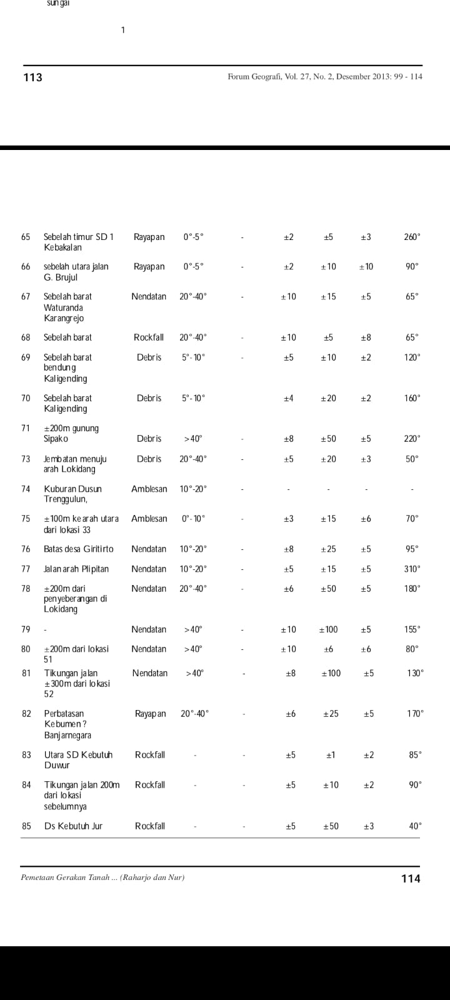 sungai
1
113 Forum Geografi, Vol. 27, No. 2, Desember 2013: 99 - 114
65 Sebelah timur SD 1 Rayapan 0°-5° - ±2 ±5 ±3 260°
Kebakalan
66 sebelah utara jalan Rayapan 0°-5° - ±2 ±10 ±10 90°
G. Brujul
67 Sebelah barat Nendatan 20°-40° - ±10 ±15 ±5 65°
Waturanda
Karangrejo
68 Sebelah barat Rockfall 20°-40° - ±10 ±5 ±8 65°
69 Sebelah barat Debris 5°-10° - ±5 ±10 ±2 120°
bendung
Kaligending
70 Sebelah barat Debris 5°-10° ±4 ±20 ±2 160°
Kaligending
71 ±200m gunung
Sipako Debris >40° - ±8 ±50 ±5 220°
73 Jembatan menuju Debris 20°-40° - ±5 ±20 ±3 50°
arah Lokidang
74 Kuburan Dusun Amblesan 10°-20° - - - - -
Trenggulun,
75 ±100m ke arah utara Amblesan 0°-10° - ±3 ±15 ±6 70°
dari lokasi 33
76 Batas desa Giritirto Nendatan 10°-20° - ±8 ±25 ±5 95°
77 Jalan arah Plipitan Nendatan 10°-20° - ±5 ±15 ±5 310°
78 ±200m dari Nendatan 20°-40° - ±6 ±50 ±5 180°
penyeberangan di
Lokidang
79 - Nendatan >40° - ±10 ±100 ±5 155°
80 ±200m dari lokasi Nendatan >40° - ±10 ±6 ±6 80°
51
81 Tikungan jalan Nendatan >40° - ±8 ±100 ±5 130°
±300m dari lokasi
52
82 Perbatasan Rayapan 20°-40° - ±6 ±25 ±5 170°
Kebumen ?
Banjarnegara
83 Utara SD Kebutuh Rockfall - - ±5 ±1 ±2 85°
Duwur
84 Tikungan jalan 200m Rockfall - - ±5 ±10 ±2 90°
dari lokasi
sebelumnya
85 Ds Kebutuh Jur Rockfall - - ±5 ±50 ±3 40°
Pemetaan Gerakan Tanah ... (Raharjo dan Nur) 114